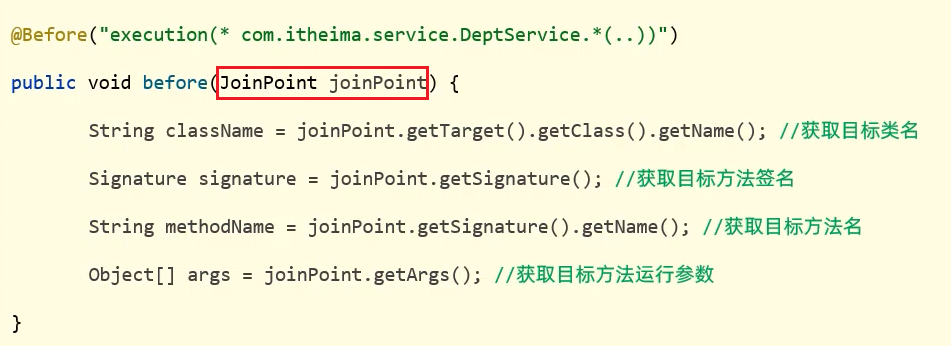 @Before("execution(* com.itheima.service.DeptService.*(..))")
public void before(JoinPoint joinPoint) {
String className = joinPoint.getTarget().getClass().getName(); //获取目标类名
Signature signature = joinPoint.getSignature(); //获取目标方法签名
String methodName = joinPoint.getSignature().getName(); //获取目标方法名
Object[] args = joinPoint.getArgs(); //获取目标方法运行参数
}